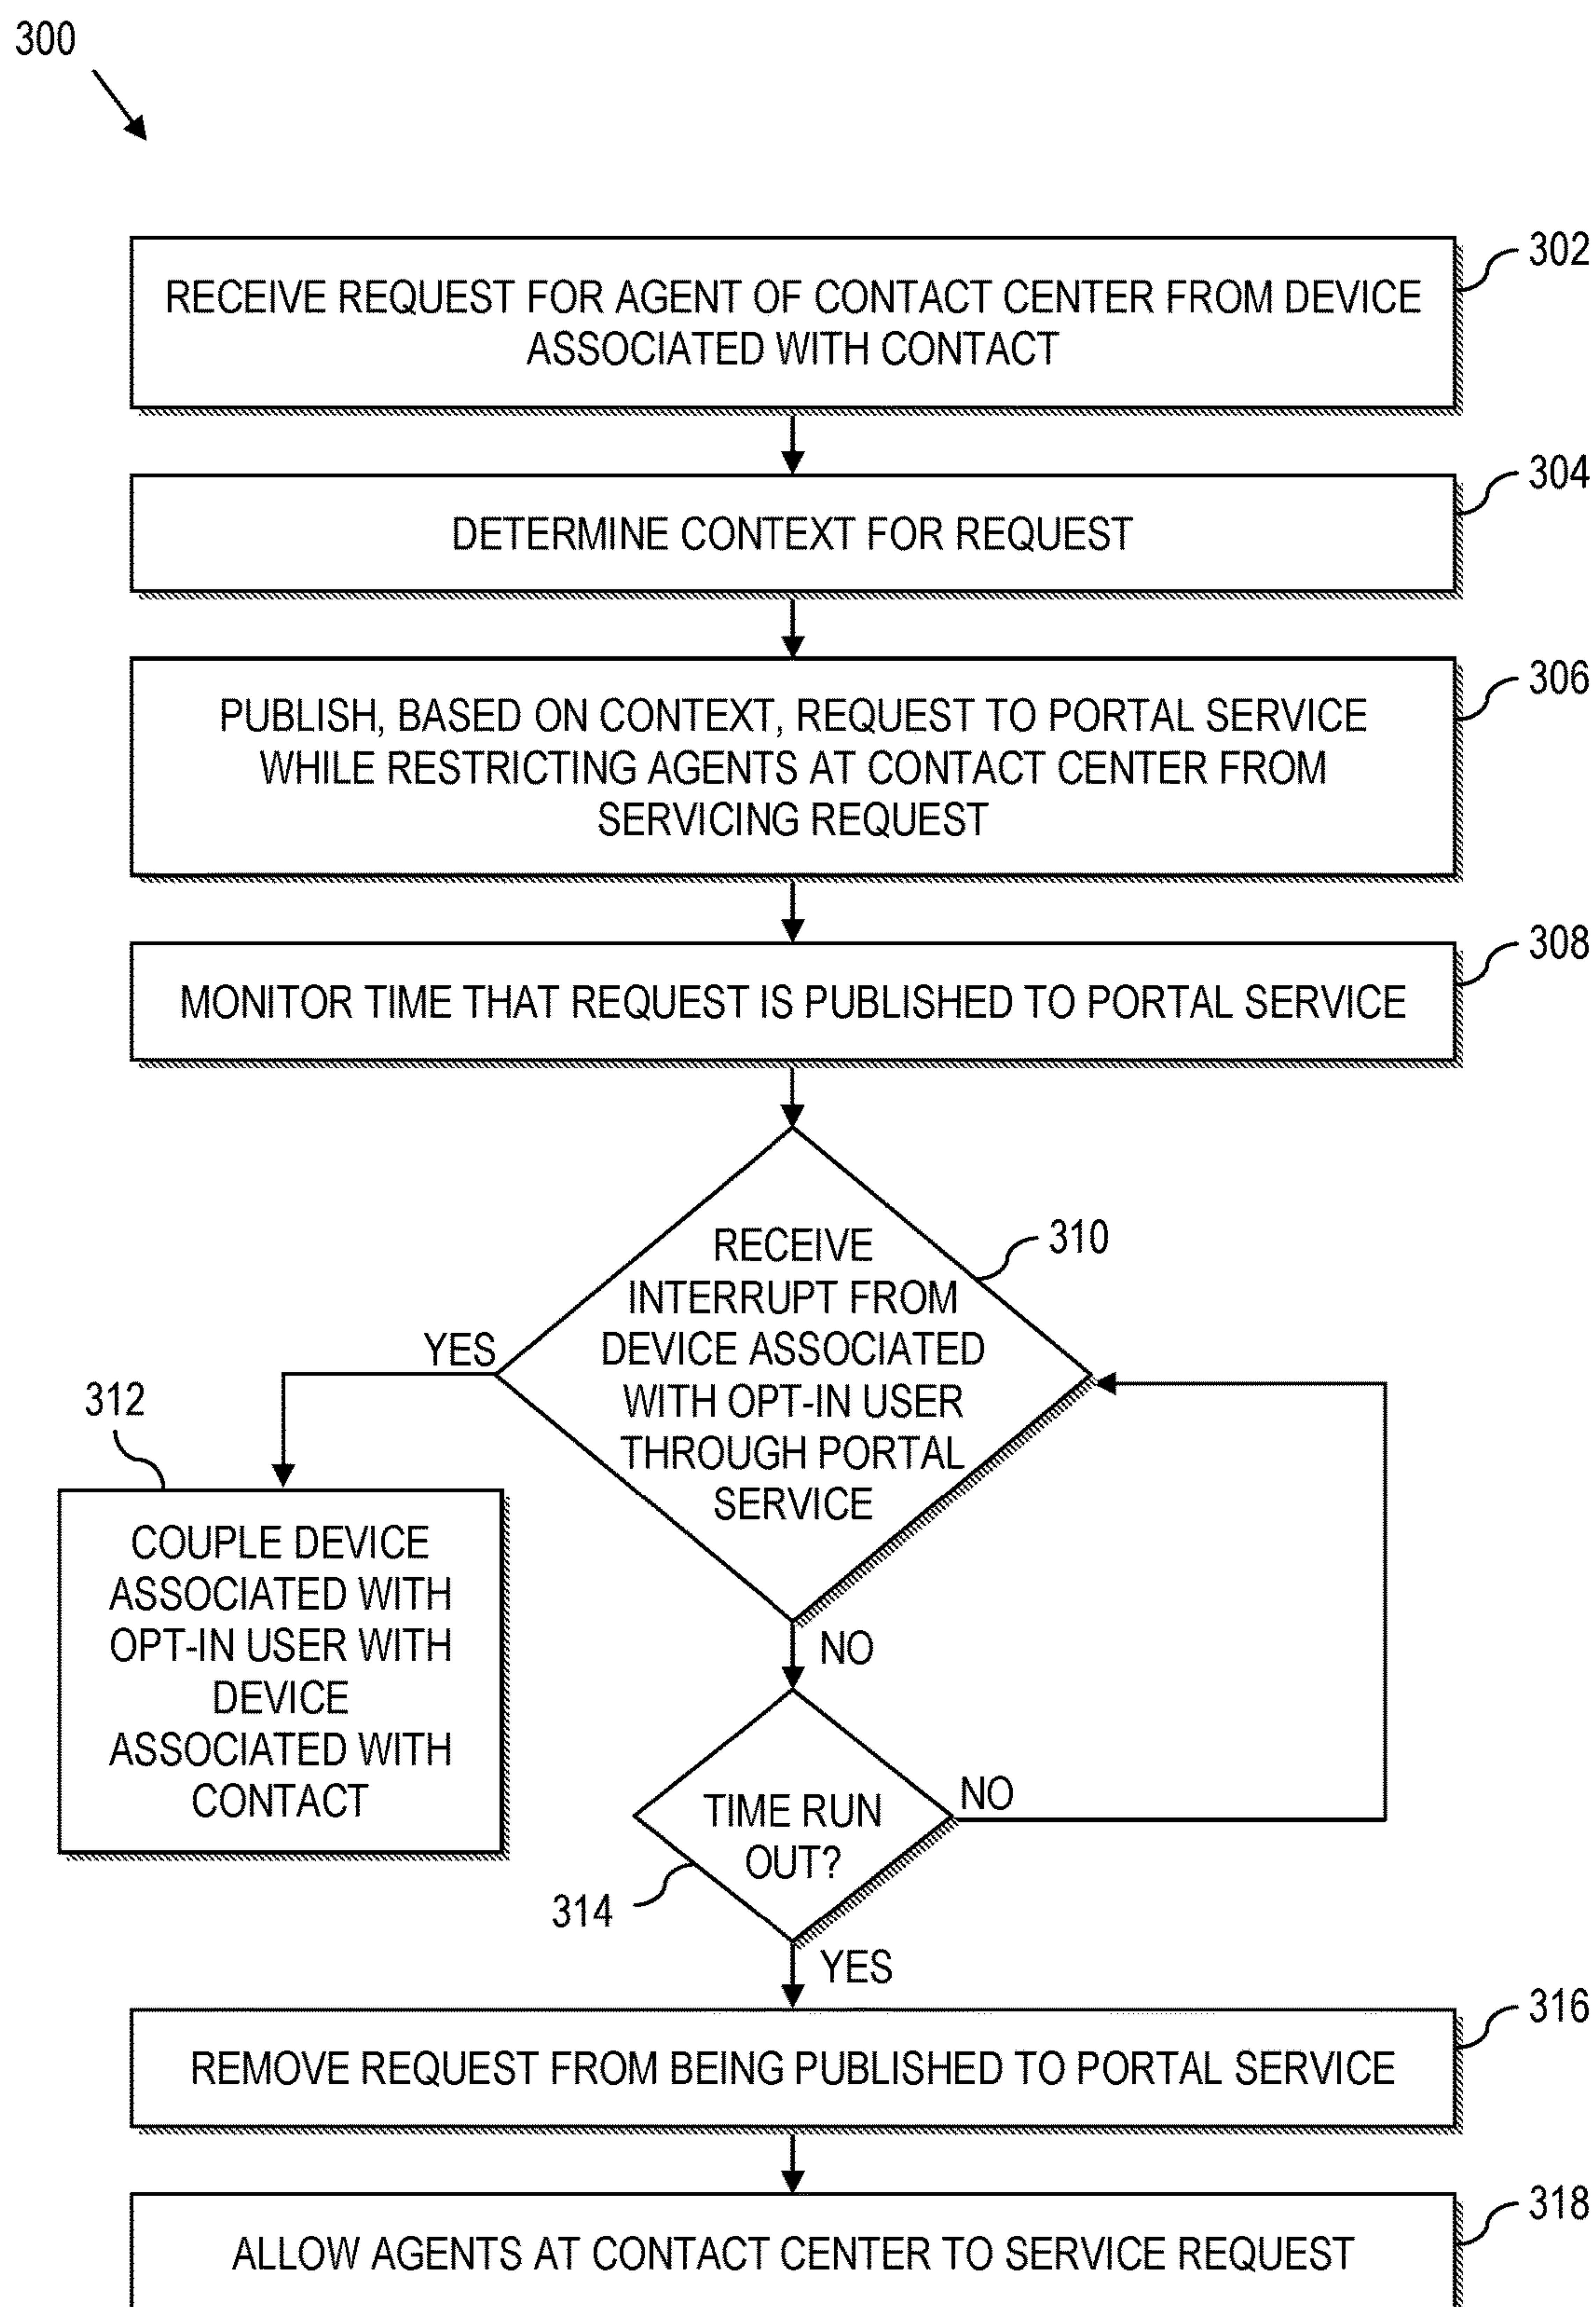 300
302
RECEIVE REQUEST FOR AGENT OF CONTACT CENTER FROM DEVICE
ASSOCIATED WITH CONTACT
304
DETERMINE CONTEXT FOR REQUEST
306
PUBLISH, BASED ON CONTEXT, REQUEST TO PORTAL SERVICE
WHILE RESTRICTING AGENTS AT CONTACT CENTER FROM
SERVICING REQUEST
308
MONITOR TIME THAT REQUEST IS PUBLISHED TO PORTAL SERVICE
310
RECEIVE
INTERRUPT FROM
DEVICE ASSOCIATED
WITH OPT-IN USER
THROUGH PORTAL
SERVICE
YES
312
COUPLE DEVICE
ASSOCIATED WITH
OPT-IN USER WITH
DEVICE
ASSOCIATED WITH
CONTACT
NO
TIME RUN
OUT?
NO
314
YES
316
REMOVE REQUEST FROM BEING PUBLISHED TO PORTAL SERVICE
318
ALLOW AGENTS AT CONTACT CENTER TO SERVICE REQUEST